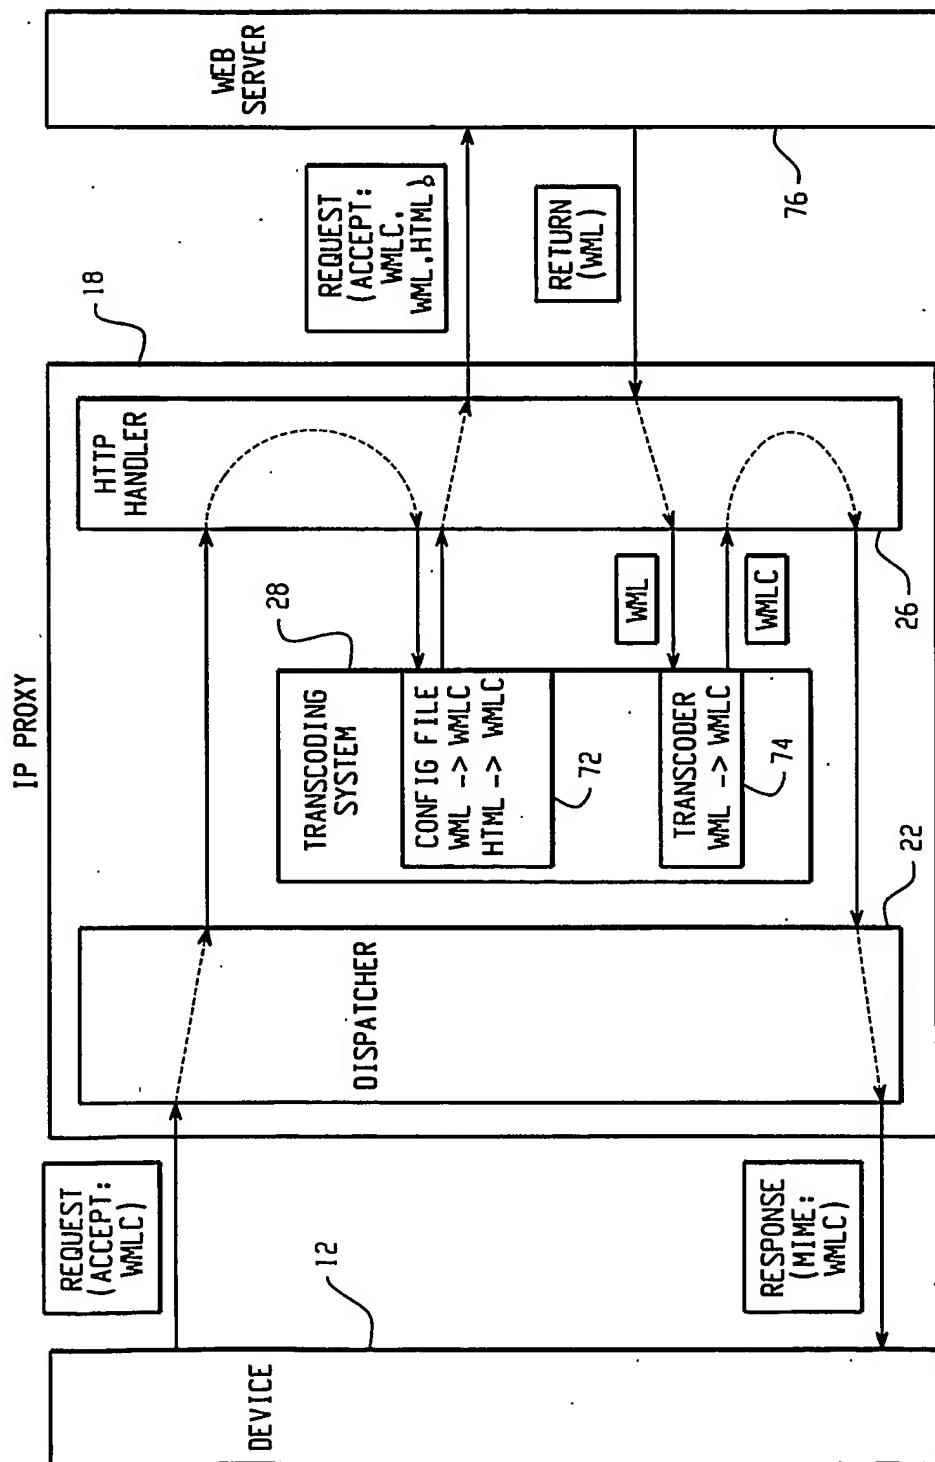 IP PROXY
18
DEVICE
12
REQUEST
(ACCEPT:
WMLC)
RESPONSE
(MIME:
WMLC)
DISPATCHER
22
TRANSCODING
SYSTEM
28
CONFIG FILE
WML -> WMLC
HTML -> WMLC
72
TRANSCODER
WML -> WMLC
74
WML
WMLC
HTTP
HANDLER
26
REQUEST
(ACCEPT:
WMLC.
WML.HTML)
RETURN
(WML)
WEB
SERVER
76